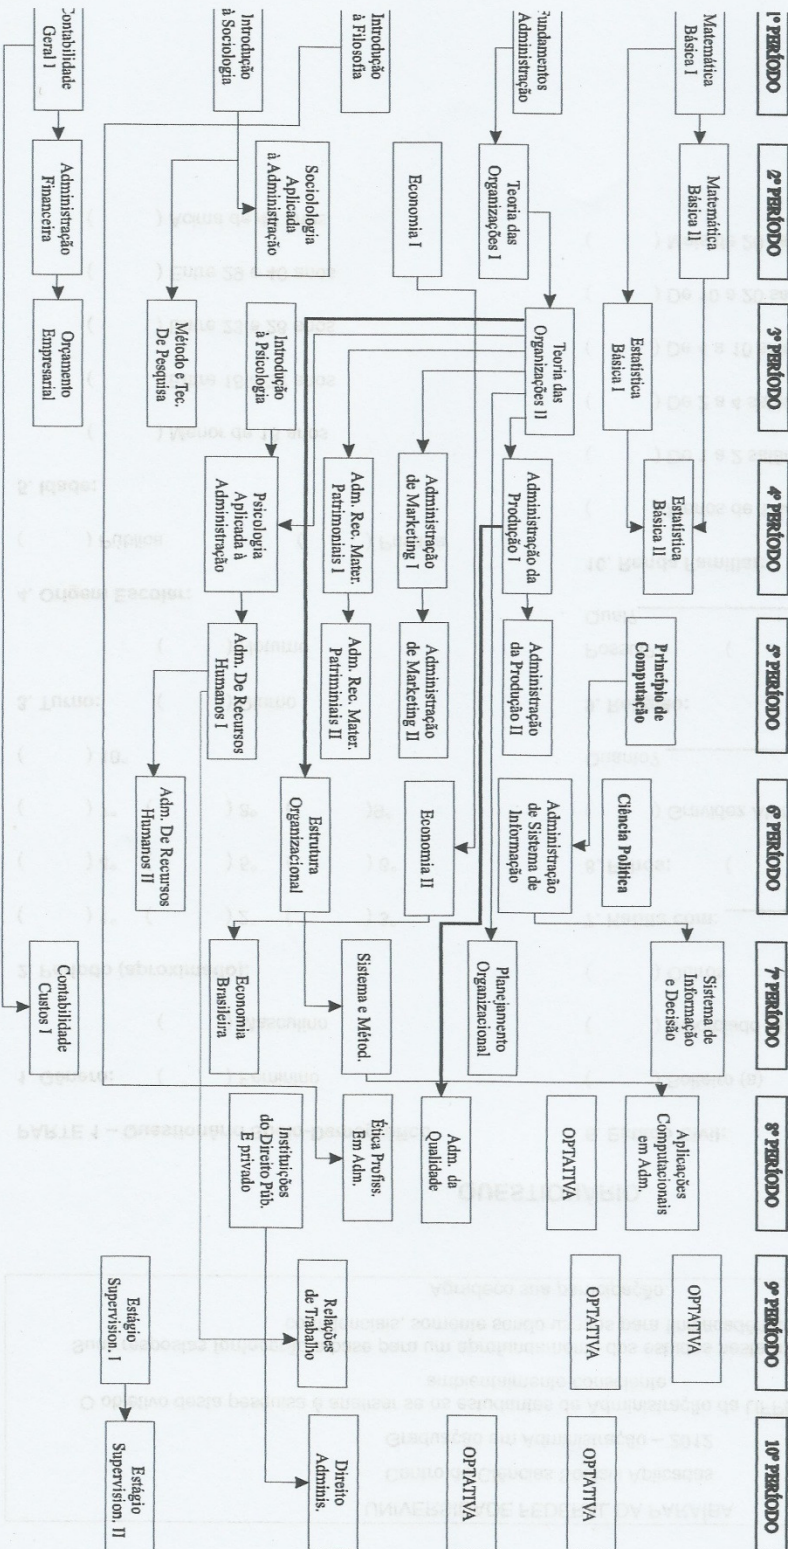 1º PERÍODO
2º PERÍODO
3º PERÍODO
4º PERÍODO
5º PERÍODO
6º PERÍODO
7º PERÍODO
8º PERÍODO
9º PERÍODO
10º PERÍODO
Matemática
Básica I
undamentos
Administração
Introdução
à Filosofia
Introdução
à Sociologia
ontabilidade
Geral I
Matemática
Básica II
Teoria das
Organizações I
Economia I
Sociobologia
Aplicada
à Administração
Administração
Financeira
Estatística
Básica I
Teoria das
Organizações II
Introdução
à Psicologia
Método e Tec.
De Pesquisa
Orçamento
Empresarial
Estatística
Básica II
Administração da
Produção I
Administração
de Marketing I
Adm. Rec. Mater.
Patrimoniais I
Psicologia
Aplicada à
Administração
Princípio de
Computação
Administração
da Produção II
Administração
de Marketing II
Adm. Rec. Mater.
Patriminiais II
Adm. De Recursos
Humanos I
Ciência Política
Administração
de Sistema de
Informação
Economia II
Estrutura
Organizacional
Adm. De Recursos
Humanos II
Sistema de
Informação
e Decisão
Planejamento
Organizacional
Sistema e Métod.
Economia
Brasileira
Contabilidade
Custos I
Aplicações
Computacionais
em Adm.
OPTATIVA
Adm. da
Qualidade
Ética Profiss.
Em Adm.
Instituições
do Direito Púb.
E privado
OPTATIVA
OPTATIVA
Relações
de Trabalho
Estágio
Supervision. I
OPTATIVA
OPTATIVA
Direito
Adminis.
Estágio
Supervision. II